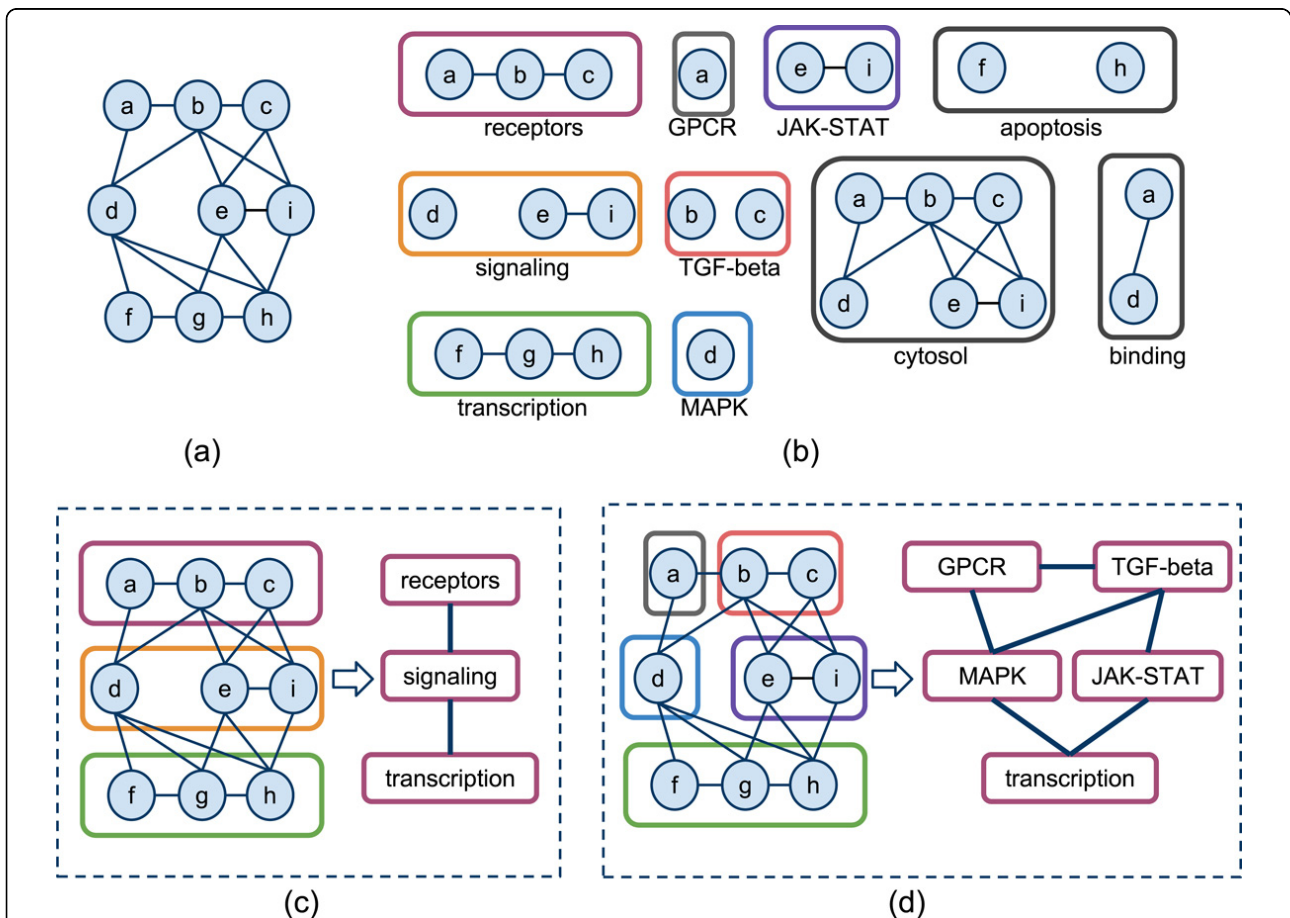 a b c
d e i
f g h
(a)
a b c
receptors
a
GPCR
e i
JAK-STAT
f h
apoptosis
d e i
signaling
b c
TGF-beta
a b c
d e i
cytosol
a
d
binding
f g h
transcription
d
MAPK
(b)
a b c
d e i
f g h
receptors
signaling
transcription
(c)
a b c
d e i
f g h
GPCR TGF-beta
MAPK JAK-STAT
transcription
(d)